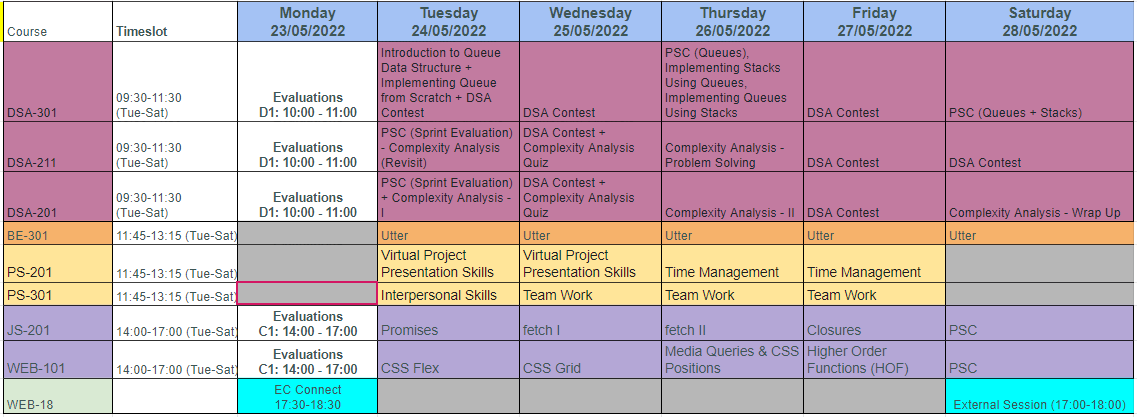 Course Timeslot Monday 23/05/2022 Tuesday 24/05/2022 Wednesday 25/05/2022 Thursday 26/05/2022 Friday 27/05/2022 Saturday 28/05/2022
DSA-301
09:30-11:30
(Tue-Sat)
Evaluations
D1: 10:00 - 11:00
Introduction to Queue
Data Structure +
Implementing Queue
from Scratch + DSA
Contest
DSA Contest
PSC (Queues),
Implementing Stacks
Using Queues,
Implementing Queues
Using Stacks
DSA Contest
PSC (Queues + Stacks)
DSA-211
09:30-11:30
(Tue-Sat)
Evaluations
D1: 10:00 - 11:00
PSC (Sprint Evaluation)
- Complexity Analysis
(Revisit)
DSA Contest +
Complexity Analysis
Quiz
Complexity Analysis -
Problem Solving
DSA Contest
DSA Contest
DSA-201
09:30-11:30
(Tue-Sat)
Evaluations
D1: 10:00 - 11:00
PSC (Sprint Evaluation)
+ Complexity Analysis -
I
DSA Contest +
Complexity Analysis
Quiz
Complexity Analysis - II
DSA Contest
Complexity Analysis - Wrap Up
BE-301
11:45-13:15 (Tue-Sat)
Utter
Utter
Utter
Utter
Utter
PS-201
11:45-13:15 (Tue-Sat)
Virtual Project
Presentation Skills
Virtual Project
Presentation Skills
Time Management
Time Management
PS-301
11:45-13:15 (Tue-Sat)
Interpersonal Skills
Team Work
Team Work
Team Work
JS-201
14:00-17:00 (Tue-Sat)
Evaluations
C1: 14:00 - 17:00
Promises
fetch I
fetch II
Closures
PSC
WEB-101
14:00-17:00 (Tue-Sat)
Evaluations
C1: 14:00 - 17:00
CSS Flex
CSS Grid
Media Queries & CSS
Positions
Higher Order
Functions (HOF)
PSC
WEB-18
EC Connect
17:30-18:30
External Session (17:00-18:00)